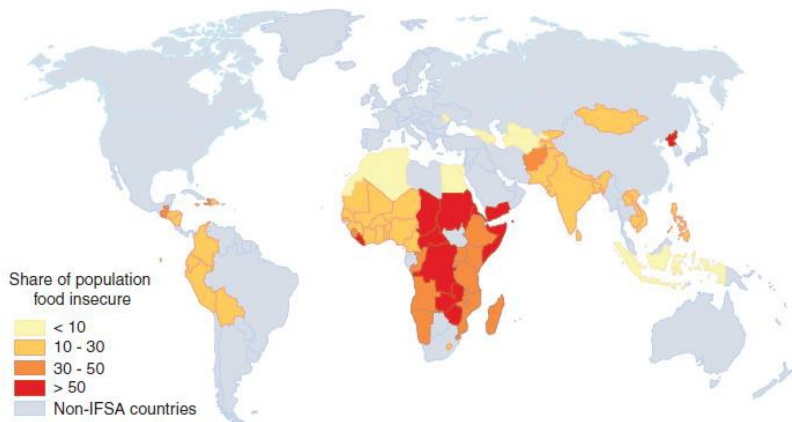 Share of population
food insecure
< 10
10 - 30
30 - 50
> 50
Non-IFSA countries